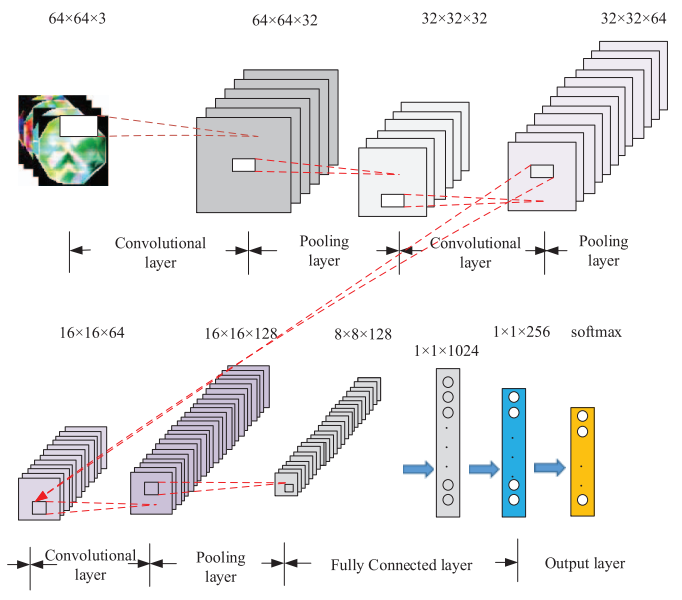 64×64×3
64×64×32
32×32×32
32×32×64
Convolutional
layer
Pooling
layer
Convolutional
layer
Pooling
layer
16×16×64
16×16×128
8×8×128
1×1×1024
1×1×256
softmax
Convolutional
layer
Pooling
layer
Fully Connected layer
Output layer